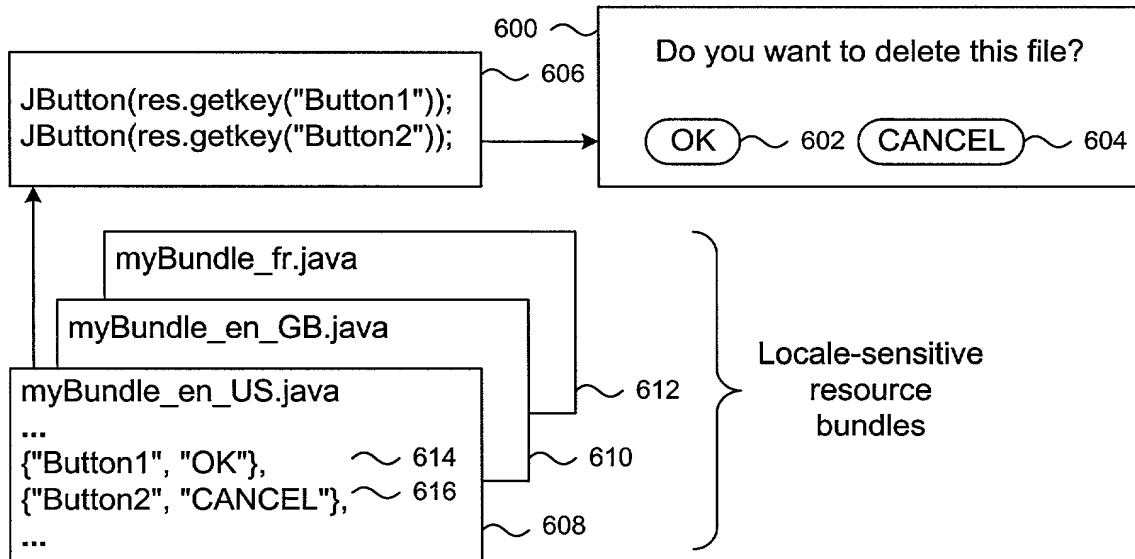 600
Do you want to delete this file?
OK 602 CANCEL 604
606
JButton(res.getkey("Button1"));
JButton(res.getkey("Button2"));
myBundle_fr.java
612
myBundle_en_GB.java
610
myBundle_en_US.java
...
{"Button1", "OK"}, 614
{"Button2", "CANCEL"}, 616
...
608
Locale-sensitive
resource
bundles